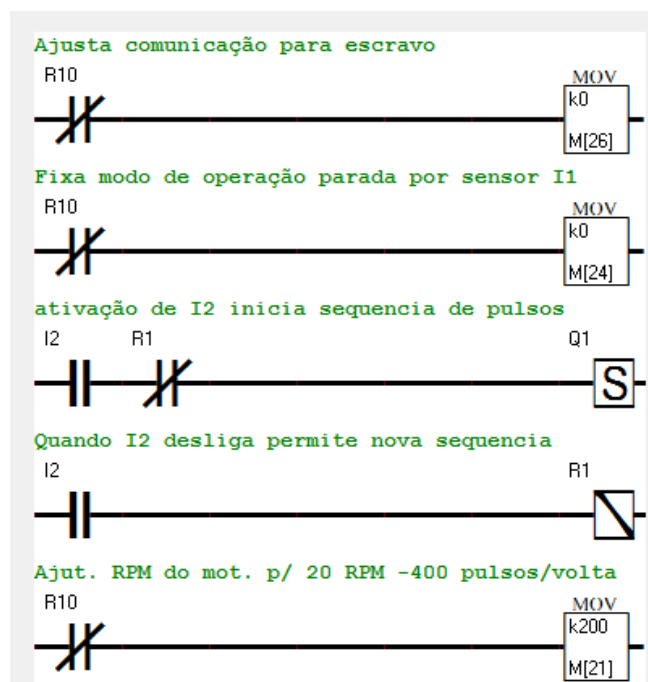 Ajusta comunicação para escravo
R10
MOV
k0
M[26]
Fixa modo de operação parada por sensor I1
R10
MOV
k0
M[24]
ativação de I2 inicia sequencia de pulsos
I2 R1 Q1
S
Quando I2 desliga permite nova sequencia
I2 R1
Ajut. RPM do mot. p/ 20 RPM -400 pulsos/volta
R10
MOV
k200
M[21]